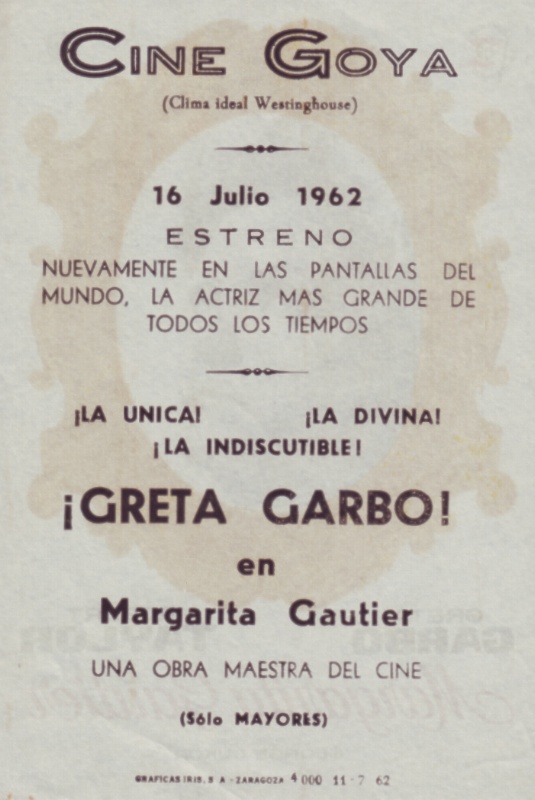 CINE GOYA
(Clima ideal Westinghouse)
16 Julio 1962
ESTRENO
NUEVAMENTE EN LAS PANTALLAS DEL
MUNDO, LA ACTRIZ MAS GRANDE DE
TODOS LOS TIEMPOS
¡LA UNICA! ¡LA DIVINA!
¡LA INDISCUTIBLE!
¡GRETA GARBO!
en
Margarita Gautier
UNA OBRA MAESTRA DEL CINE
(Sólo MAYORES)
GRAFICAS IRIS, S A - ZARAGOZA 4 000 11-7 62